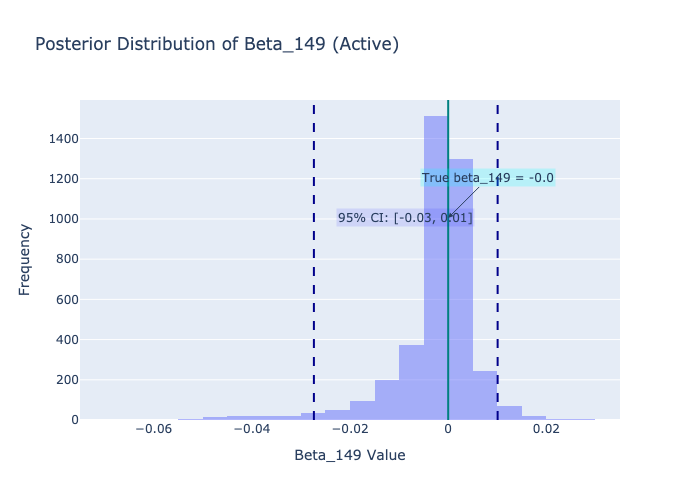 Posterior Distribution of Beta_149 (Active)
1400
1200
1000
800
600
400
200
0
Frequency
True beta_149 = -0.0
95% CI: [-0.03, 0.01]
−0.06
−0.04
−0.02
0
0.02
Beta_149 Value